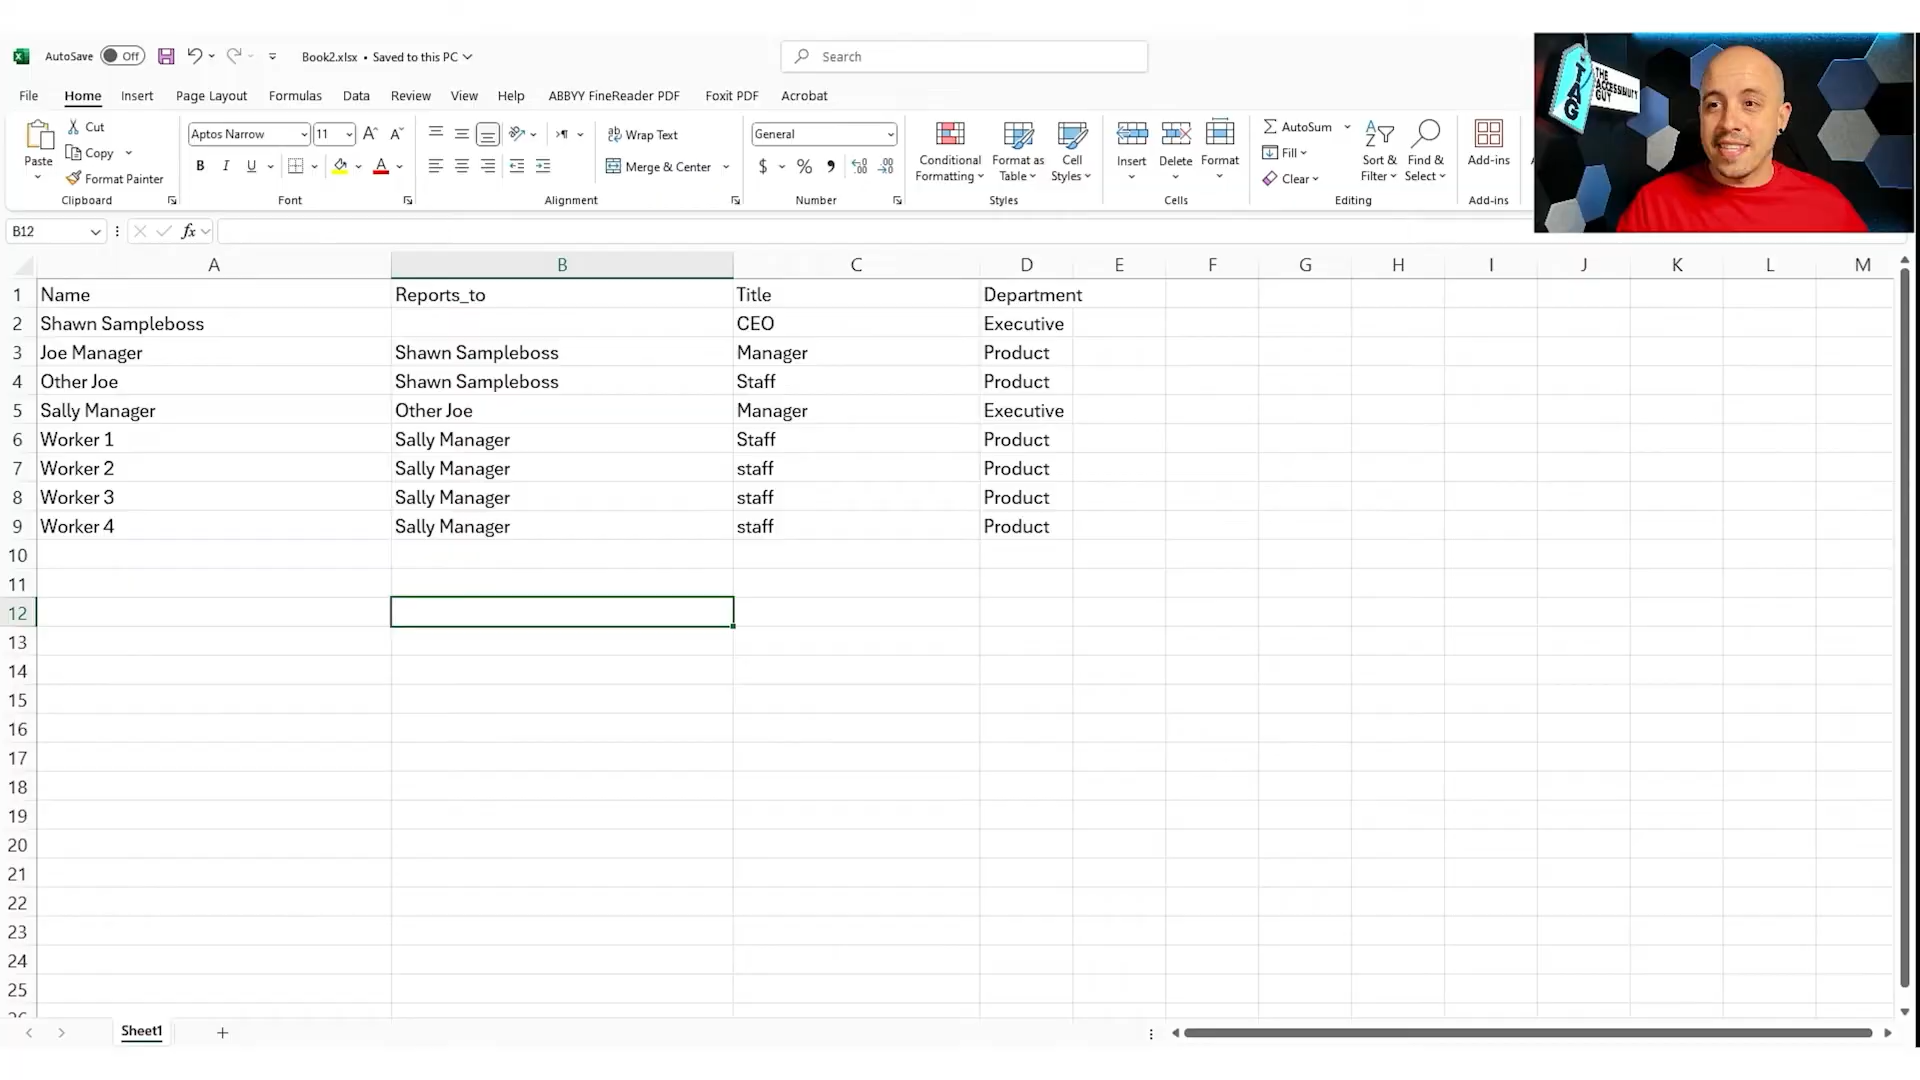 AutoSave Off Book2.xlsx • Saved to this PC Search
File Home Insert Page Layout Formulas Data Review View Help ABBYY FineReader PDF Foxit PDF Acrobat
Paste Cut Copy Format Painter
Aptos Narrow 11
B I U
Wrap Text
Merge & Center
General
$ % ,
Conditional Formatting Format as Table Cell Styles
Insert Delete Format
AutoSum Fill Clear
Sort & Filter Find & Select
Add-ins
Clipboard Font Alignment Number Styles Cells Editing Add-ins
TAG THE ACCESSIBILITY GUY
B12 fx
A B C D E F G H I J K L M
1 Name Reports_to Title Department
2 Shawn Sampleboss CEO Executive
3 Joe Manager Shawn Sampleboss Manager Product
4 Other Joe Shawn Sampleboss Staff Product
5 Sally Manager Other Joe Manager Executive
6 Worker 1 Sally Manager Staff Product
7 Worker 2 Sally Manager staff Product
8 Worker 3 Sally Manager staff Product
9 Worker 4 Sally Manager staff Product
10
11
12
13
14
15
16
17
18
19
20
21
22
23
24
25
Sheet1